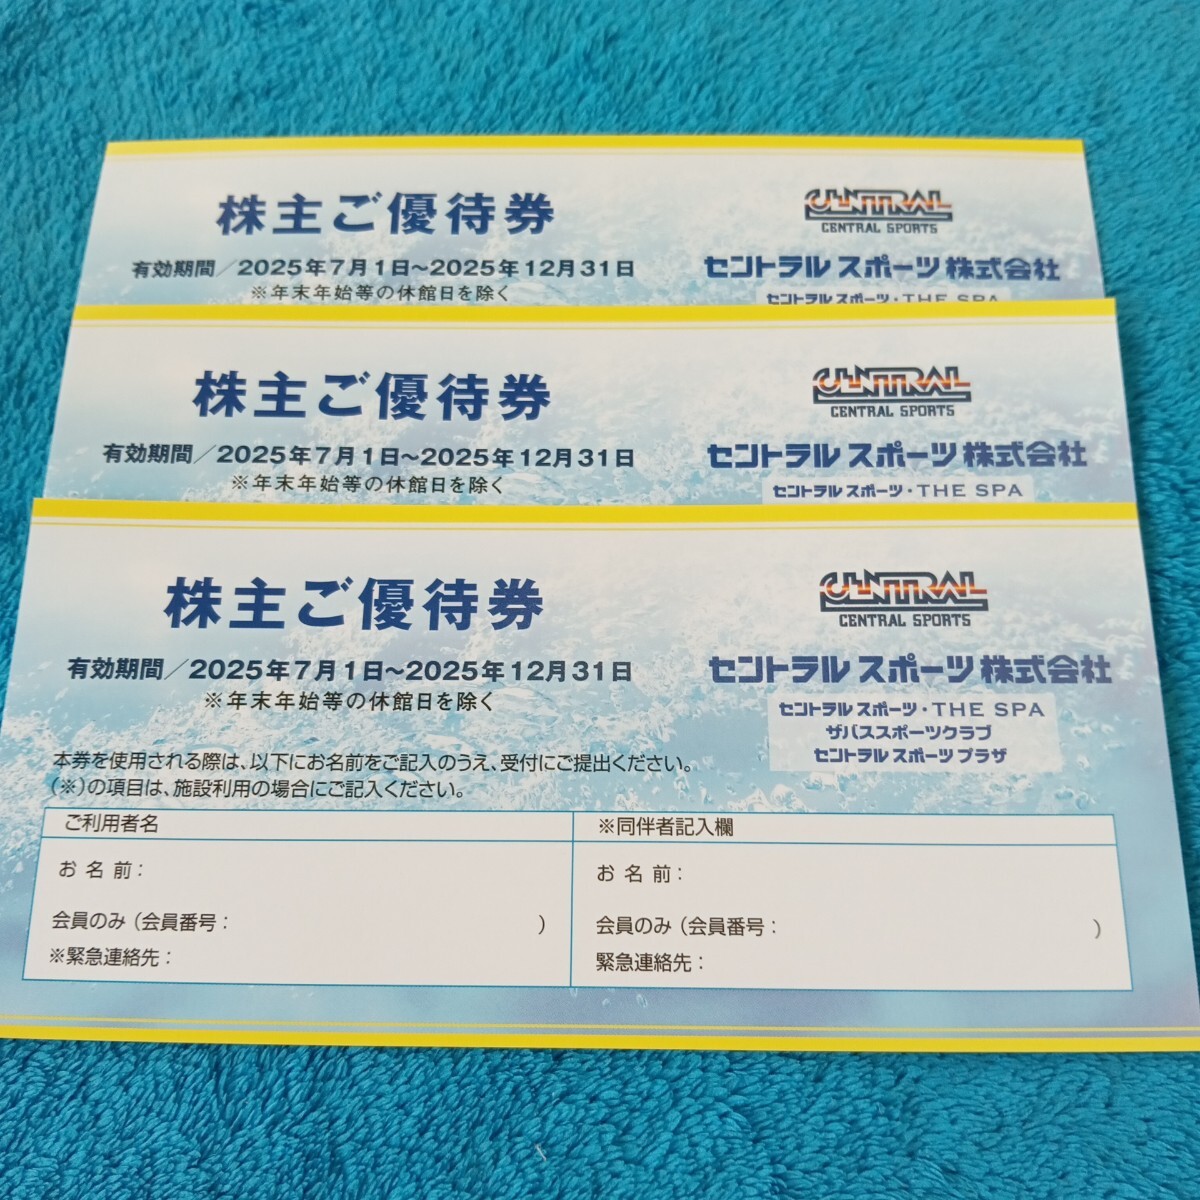 株主ご優待券
有効期間／2025年7月1日～2025年12月31日
※年末年始等の休館日を除く
CENTRAL
CENTRAL SPORTS
セントラルスポーツ株式会社
セントラルスポーツ・THE SPA
株主ご優待券
有効期間／2025年7月1日～2025年12月31日
※年末年始等の休館日を除く
CENTRAL
CENTRAL SPORTS
セントラルスポーツ株式会社
セントラルスポーツ・THE SPA
株主ご優待券
有効期間／2025年7月1日～2025年12月31日
※年末年始等の休館日を除く
CENTRAL
CENTRAL SPORTS
セントラルスポーツ株式会社
セントラルスポーツ・THE SPA
ザバススポーツクラブ
セントラルスポーツプラザ
本券を使用される際は、以下にお名前をご記入のうえ、受付にご提出ください。
（※）の項目は、施設利用の場合にご記入ください。
ご利用者名
お名前：
会員のみ（会員番号： ）
※緊急連絡先：
※同伴者記入欄
お名前：
会員のみ（会員番号： ）
緊急連絡先：